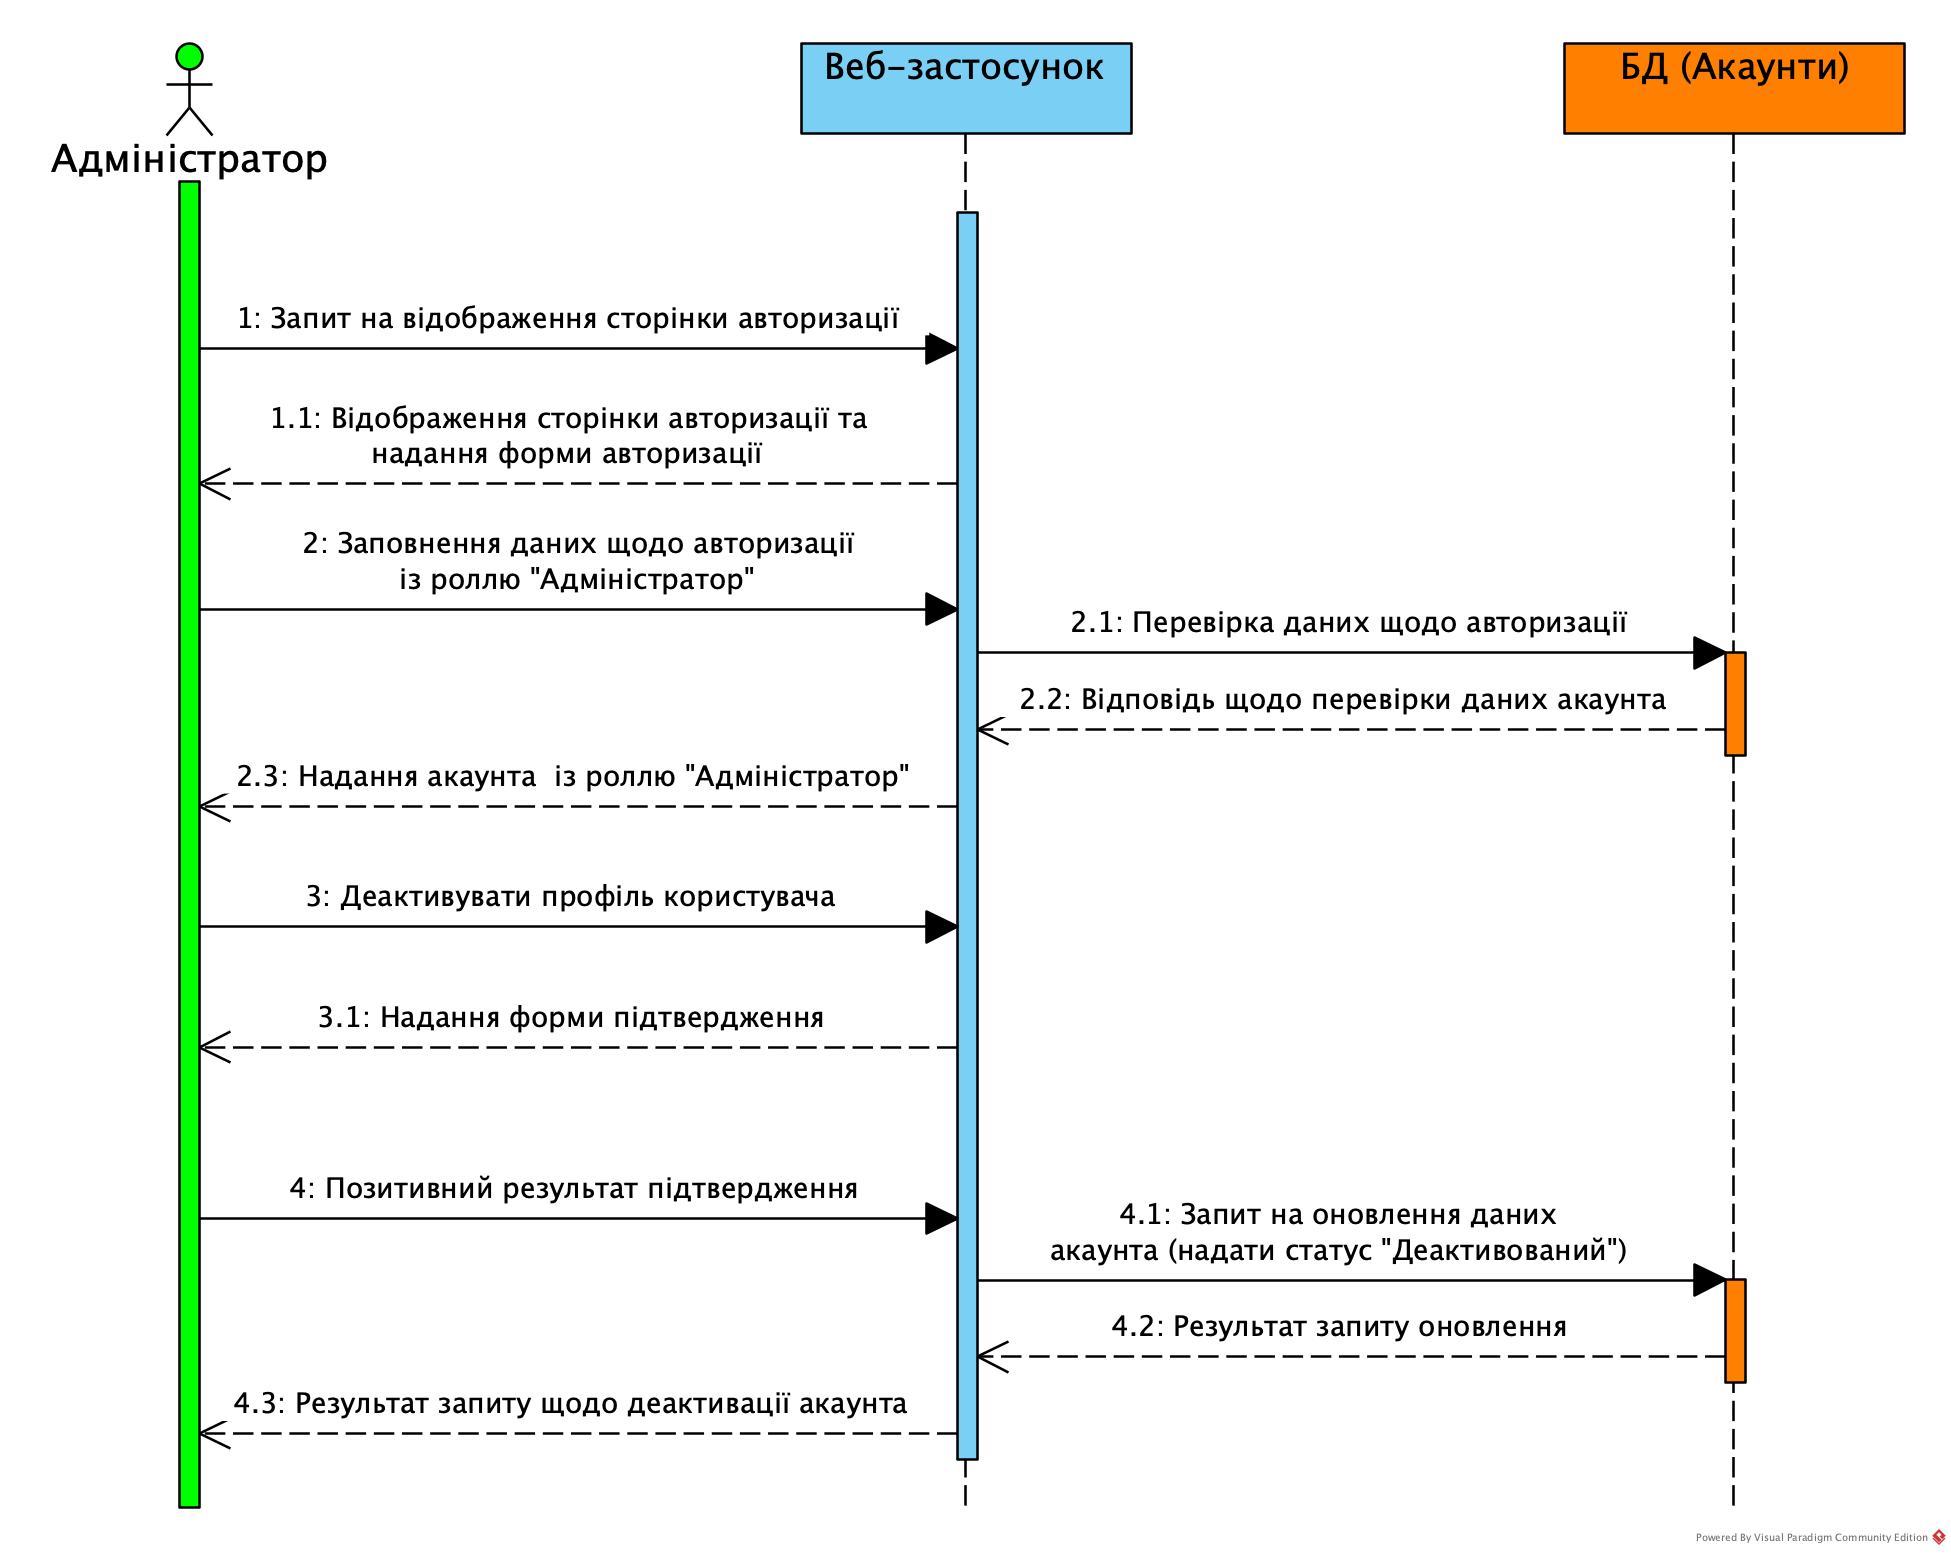 Адміністратор
Веб-застосунок
БД (Акаунти)
1: Запит на відображення сторінки авторизації
1.1: Відображення сторінки авторизації та
надання форми авторизації
2: Заповнення даних щодо авторизації
із роллю "Адміністратор"
2.1: Перевірка даних щодо авторизації
2.2: Відповідь щодо перевірки даних акаунта
2.3: Надання акаунта  із роллю "Адміністратор"
3: Деактивувати профіль користувача
3.1: Надання форми підтвердження
4: Позитивний результат підтвердження
4.1: Запит на оновлення даних
акаунта (надати статус "Деактивований")
4.2: Результат запиту оновлення
4.3: Результат запиту щодо деактивації акаунта
Powered By Visual Paradigm Community Edition